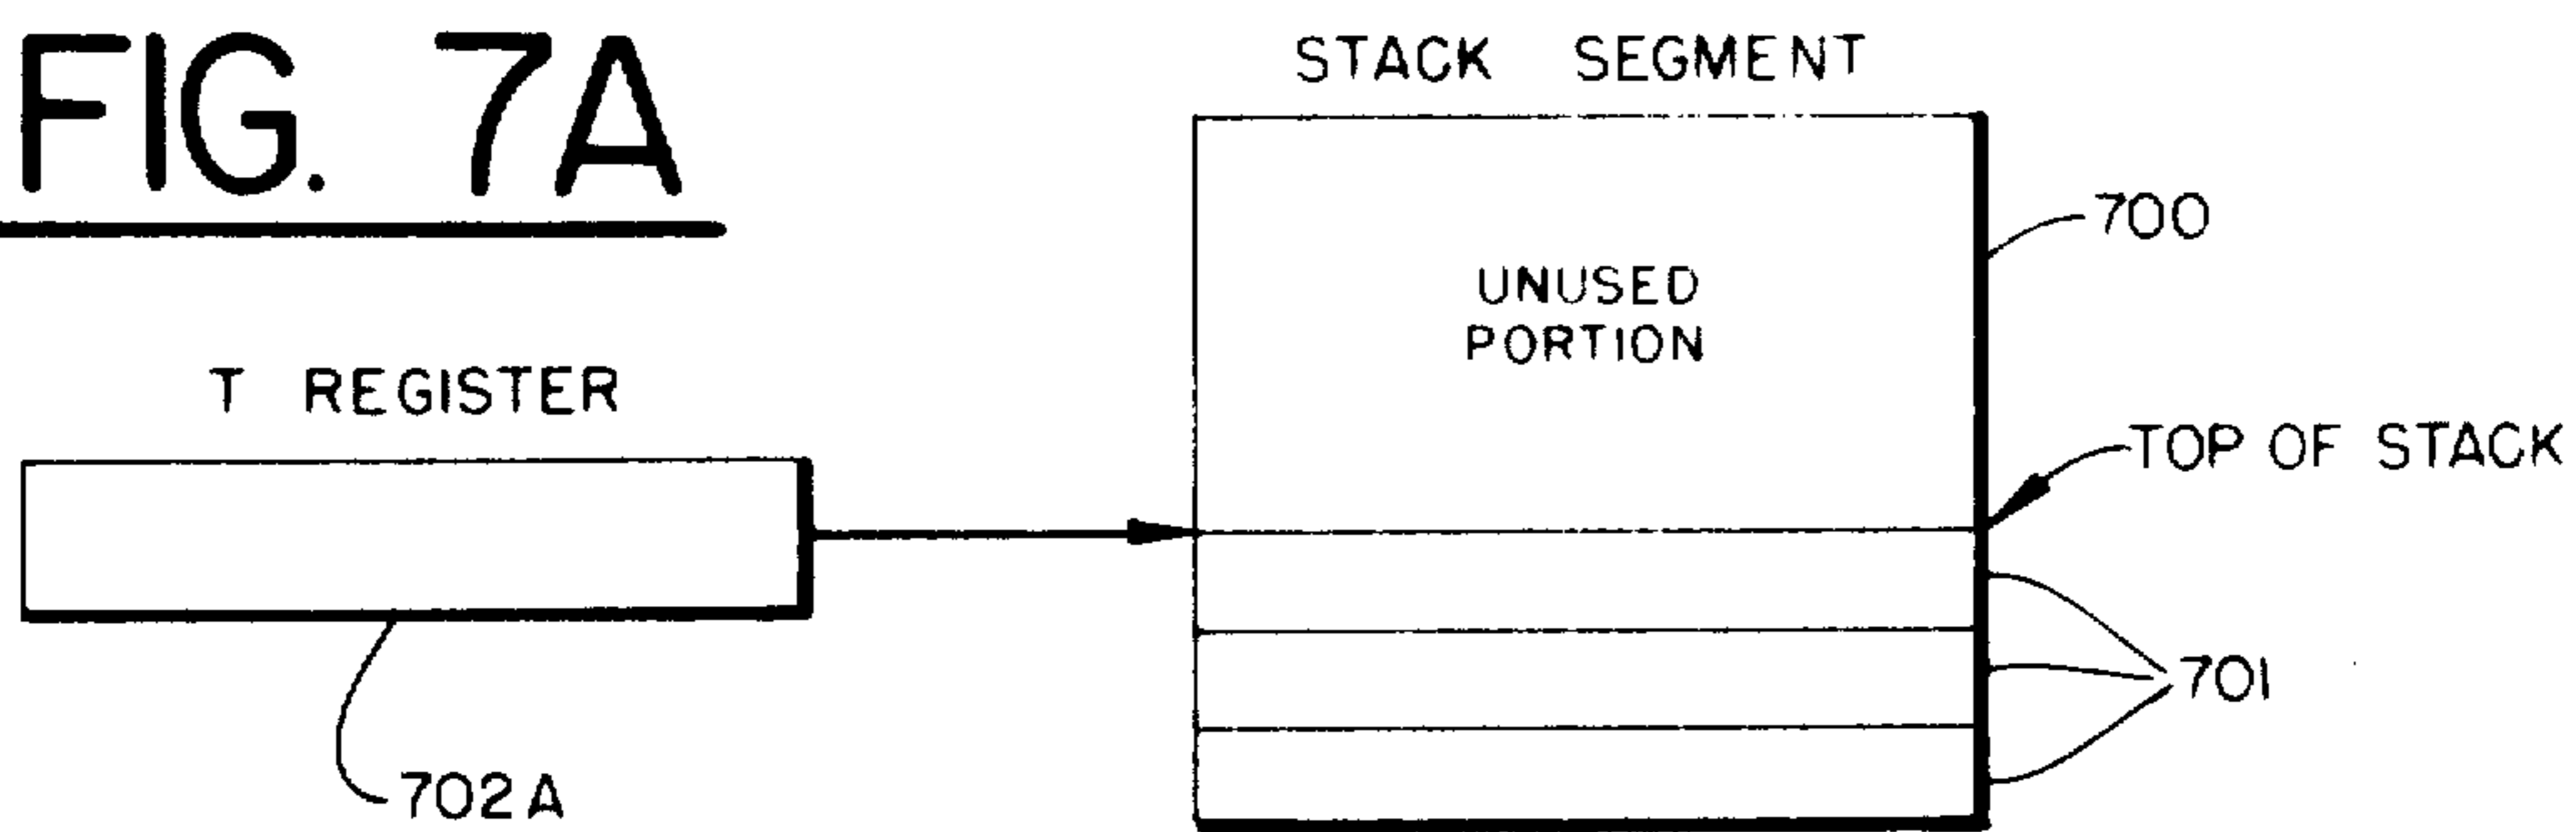 FIG. 7A
STACK SEGMENT
700
UNUSED
PORTION
T REGISTER
TOP OF STACK
701
702A